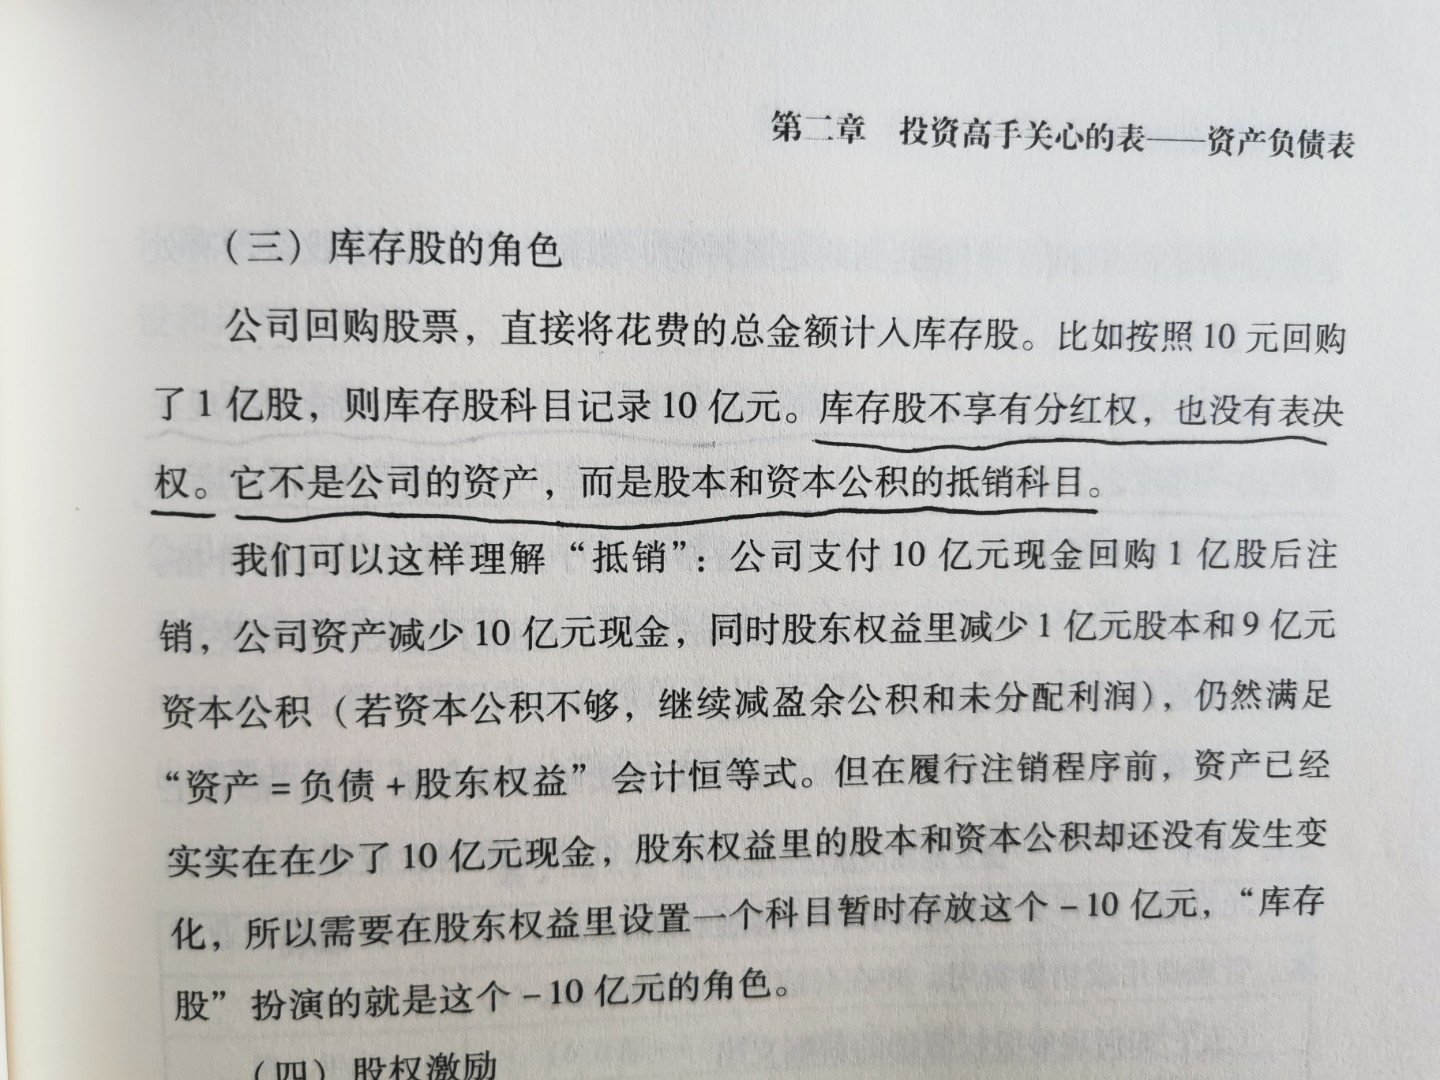 第二章 投资高手关心的表——资产负债表
（三）库存股的角色
公司回购股票，直接将花费的总金额计入库存股。比如按照 10 元回购
了 1 亿股，则库存股科目记录 10 亿元。库存股不享有分红权，也没有表决
权。它不是公司的资产，而是股本和资本公积的抵销科目。
我们可以这样理解“抵销”：公司支付 10 亿元现金回购 1 亿股后注
销，公司资产减少 10 亿元现金，同时股东权益里减少 1 亿元股本和 9 亿元
资本公积（若资本公积不够，继续减盈余公积和未分配利润），仍然满足
“资产 = 负债 + 股东权益”会计恒等式。但在履行注销程序前，资产已经
实实在在少了 10 亿元现金，股东权益里的股本和资本公积却还没有发生变
化，所以需要在股东权益里设置一个科目暂时存放这个 -10 亿元，“库存
股”扮演的就是这个 -10 亿元的角色。
（四）股权激励